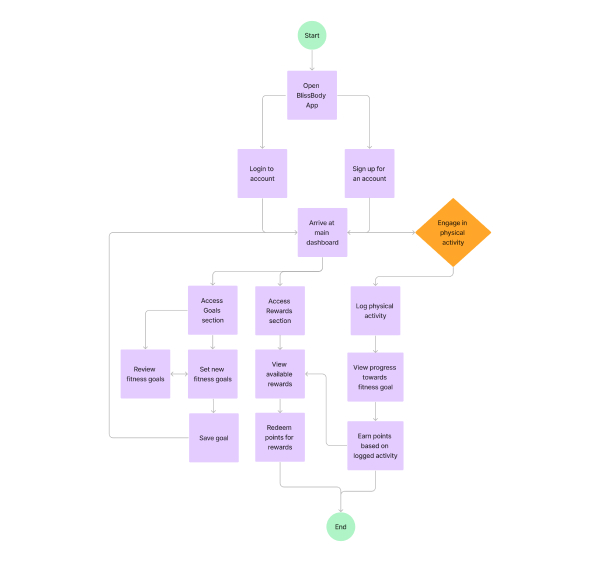 Start
Open
BlissBody
App
Login to
account
Sign up for
an account
Arrive at
main
dashboard
Engage in
physical
activity
Access
Goals
section
Access
Rewards
section
Log physical
activity
Review
fitness goals
Set new
fitness goals
View
available
rewards
View progress
towards
fitness goal
Save goal
Redeem
points for
rewards
Earn points
based on
logged activity
End